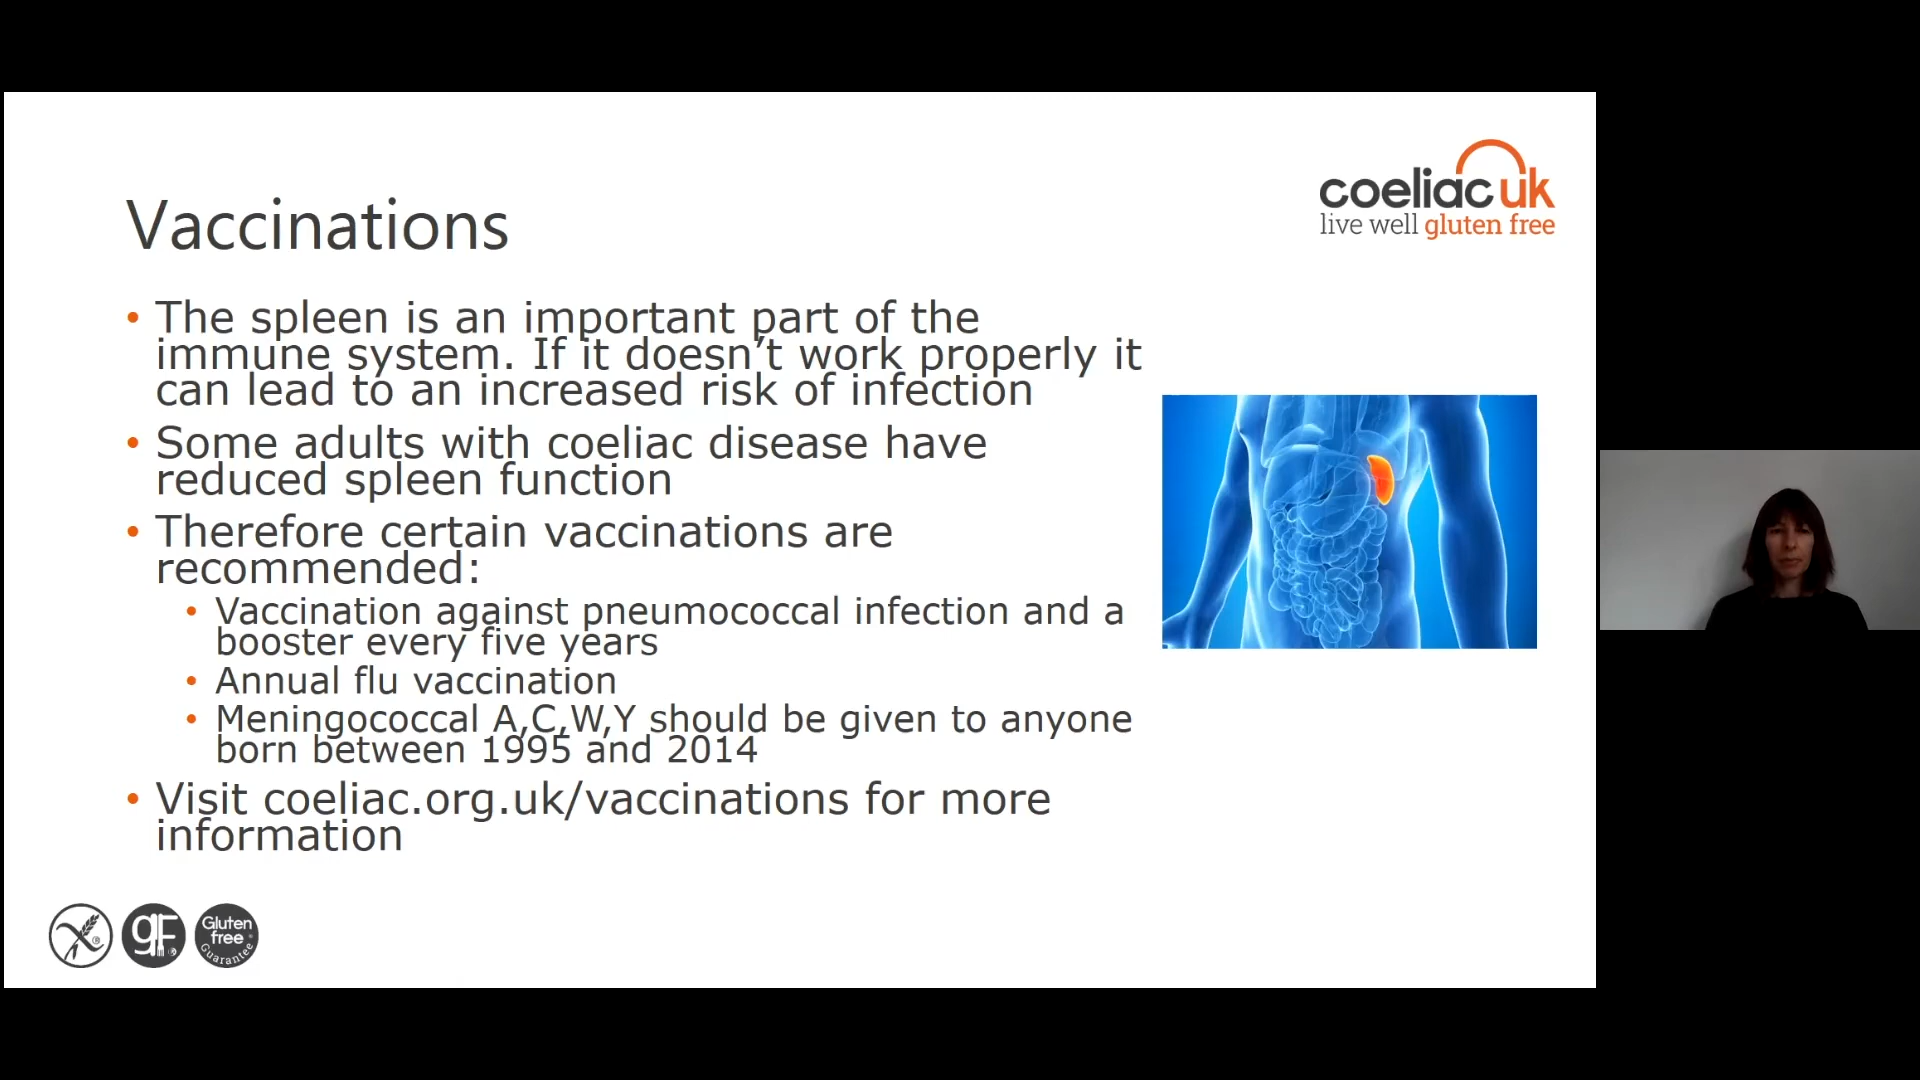 coeliac uk
live well gluten free
Vaccinations
• The spleen is an important part of the
immune system. If it doesn’t work properly it
can lead to an increased risk of infection
• Some adults with coeliac disease have
reduced spleen function
• Therefore certain vaccinations are
recommended:
• Vaccination against pneumococcal infection and a
booster every five years
• Annual flu vaccination
• Meningococcal A,C,W,Y should be given to anyone
born between 1995 and 2014
• Visit coeliac.org.uk/vaccinations for more
information
gf
Gluten
free
Guarantee